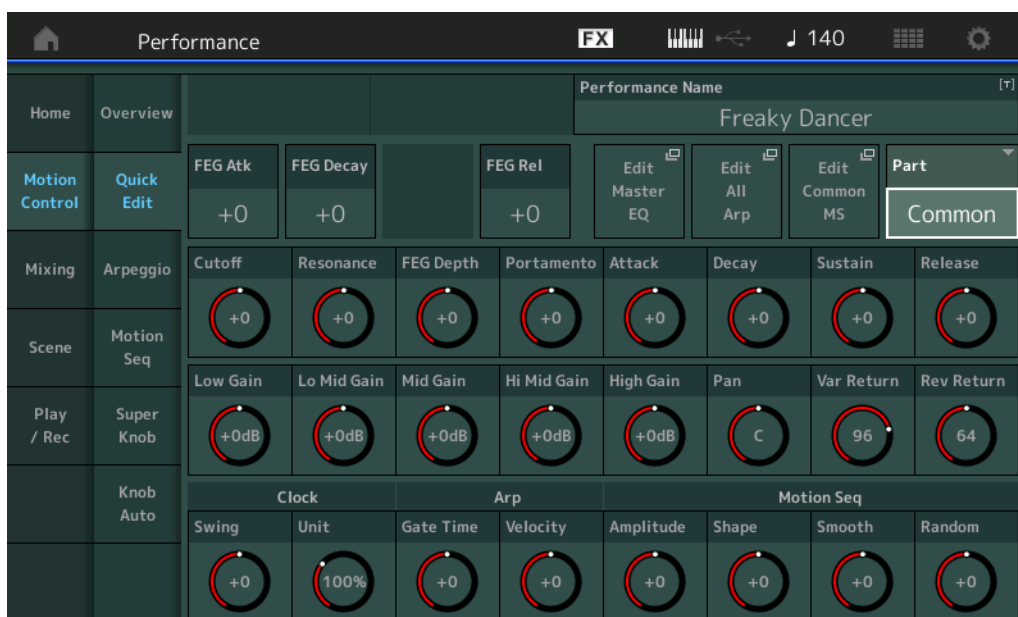 Performance FX ♩ 140
Performance Name [T]
Home Overview Freaky Dancer
Motion Control Quick Edit
FEG Atk FEG Decay FEG Rel Edit Master EQ Edit All Arp Edit Common MS Part
+0 +0 +0 Common
Mixing Arpeggio Cutoff Resonance FEG Depth Portamento Attack Decay Sustain Release
+0 +0 +0 +0 +0 +0 +0 +0
Scene Motion Seq
Low Gain Lo Mid Gain Mid Gain Hi Mid Gain High Gain Pan Var Return Rev Return
Play / Rec Super Knob
+0dB +0dB +0dB +0dB +0dB C 96 64
Knob Auto
Clock Arp Motion Seq
Swing Unit Gate Time Velocity Amplitude Shape Smooth Random
+0 100% +0 +0 +0 +0 +0 +0